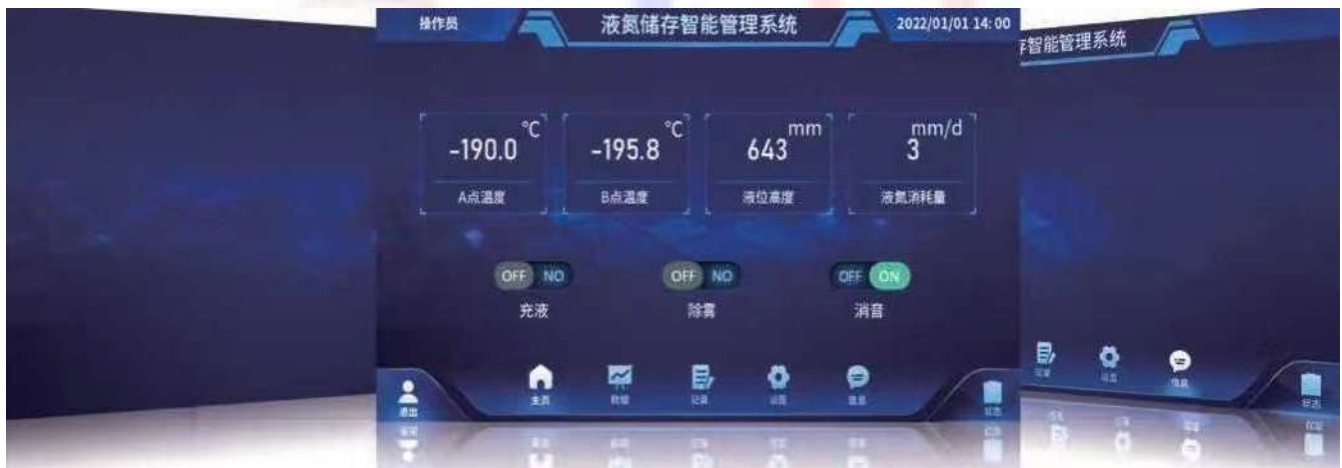 操作员
液氮储存智能管理系统
2022/01/01 14:00
-190.0 °C
A点温度
-195.8 °C
B点温度
643 mm
液位高度
3 mm/d
液氮消耗量
OFF NO
充液
OFF NO
除雾
OFF ON
消音
退出
主页
数据
记录
设置
信息
状态
存智能管理系统
记录
设置
信息
状态